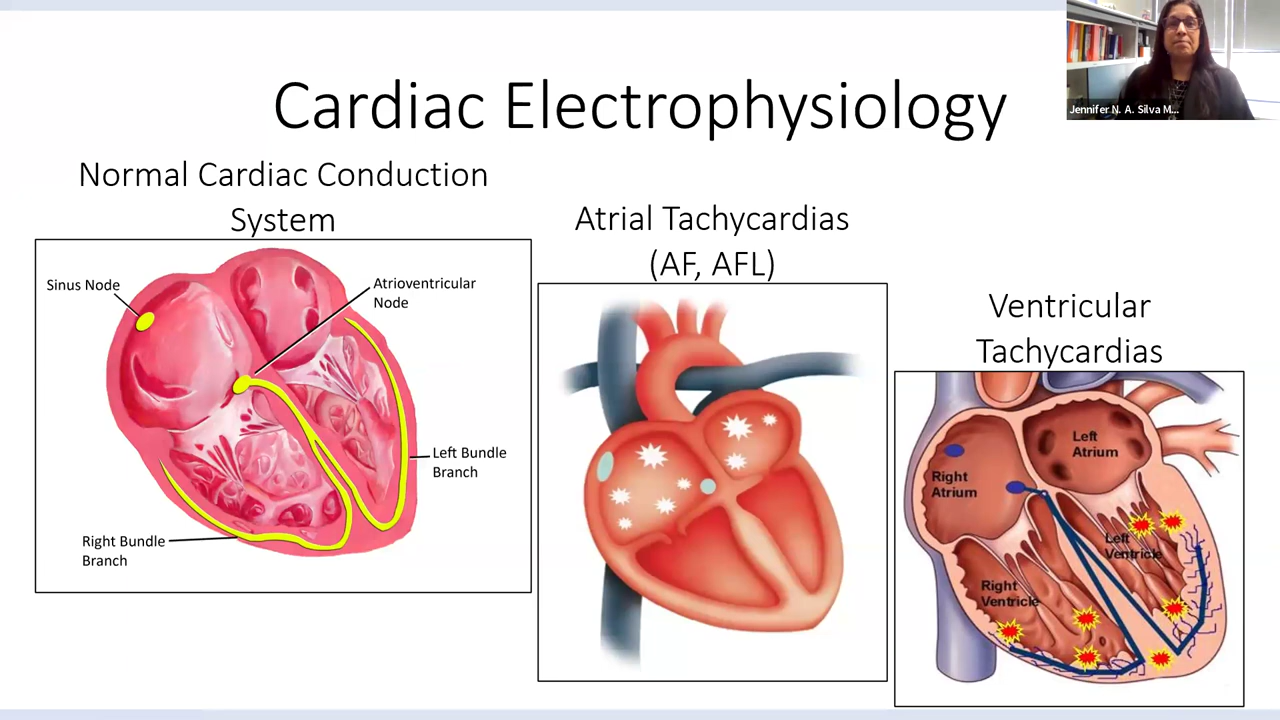 Cardiac Electrophysiology
Jennifer N. A. Silva M...
Normal Cardiac Conduction
System
Sinus Node
Atrioventricular
Node
Left Bundle
Branch
Right Bundle
Branch
Atrial Tachycardias
(AF, AFL)
Ventricular
Tachycardias
Left
Atrium
Right
Atrium
Left
Ventricle
Right
Ventricle